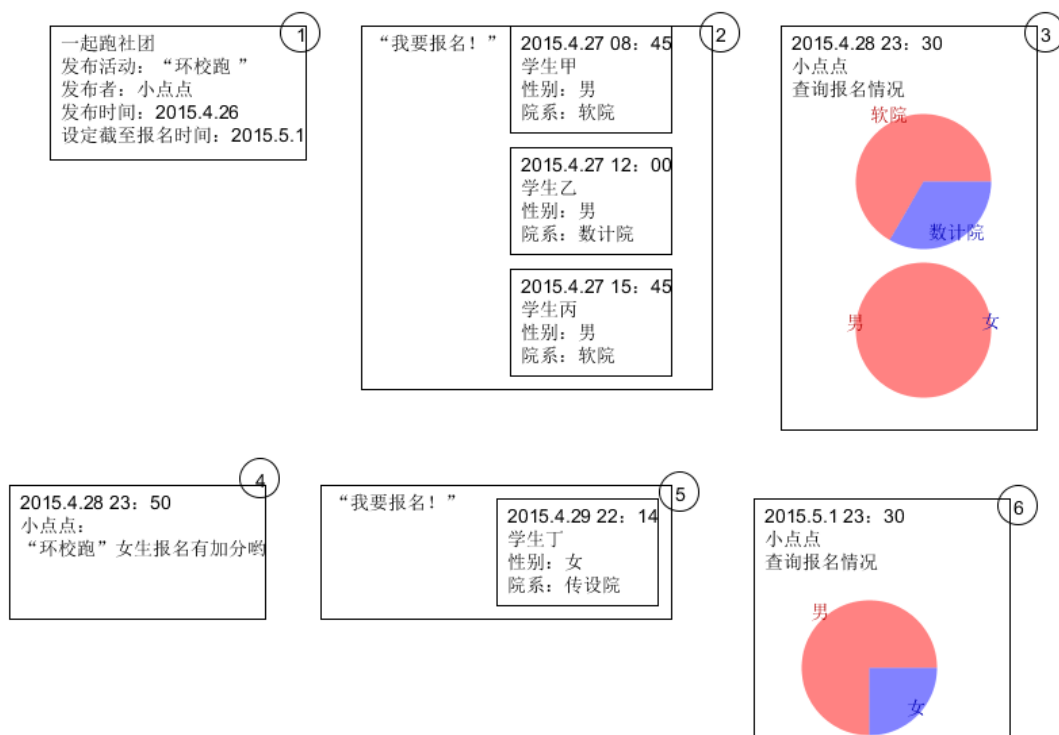 1
一起跑社团
发布活动：“环校跑 ”
发布者：小点点
发布时间：2015.4.26
设定截至报名时间：2015.5.1
2
“我要报名！”
2015.4.27 08：45
学生甲
性别：男
院系：软院
2015.4.27 12：00
学生乙
性别：男
院系：数计院
2015.4.27 15：45
学生丙
性别：男
院系：软院
3
2015.4.28 23：30
小点点
查询报名情况
软院
数计院
男
女
4
2015.4.28 23：50
小点点：
“环校跑”女生报名有加分哟
5
“我要报名！”
2015.4.29 22：14
学生丁
性别：女
院系：传设院
6
2015.5.1 23：30
小点点
查询报名情况
男
女